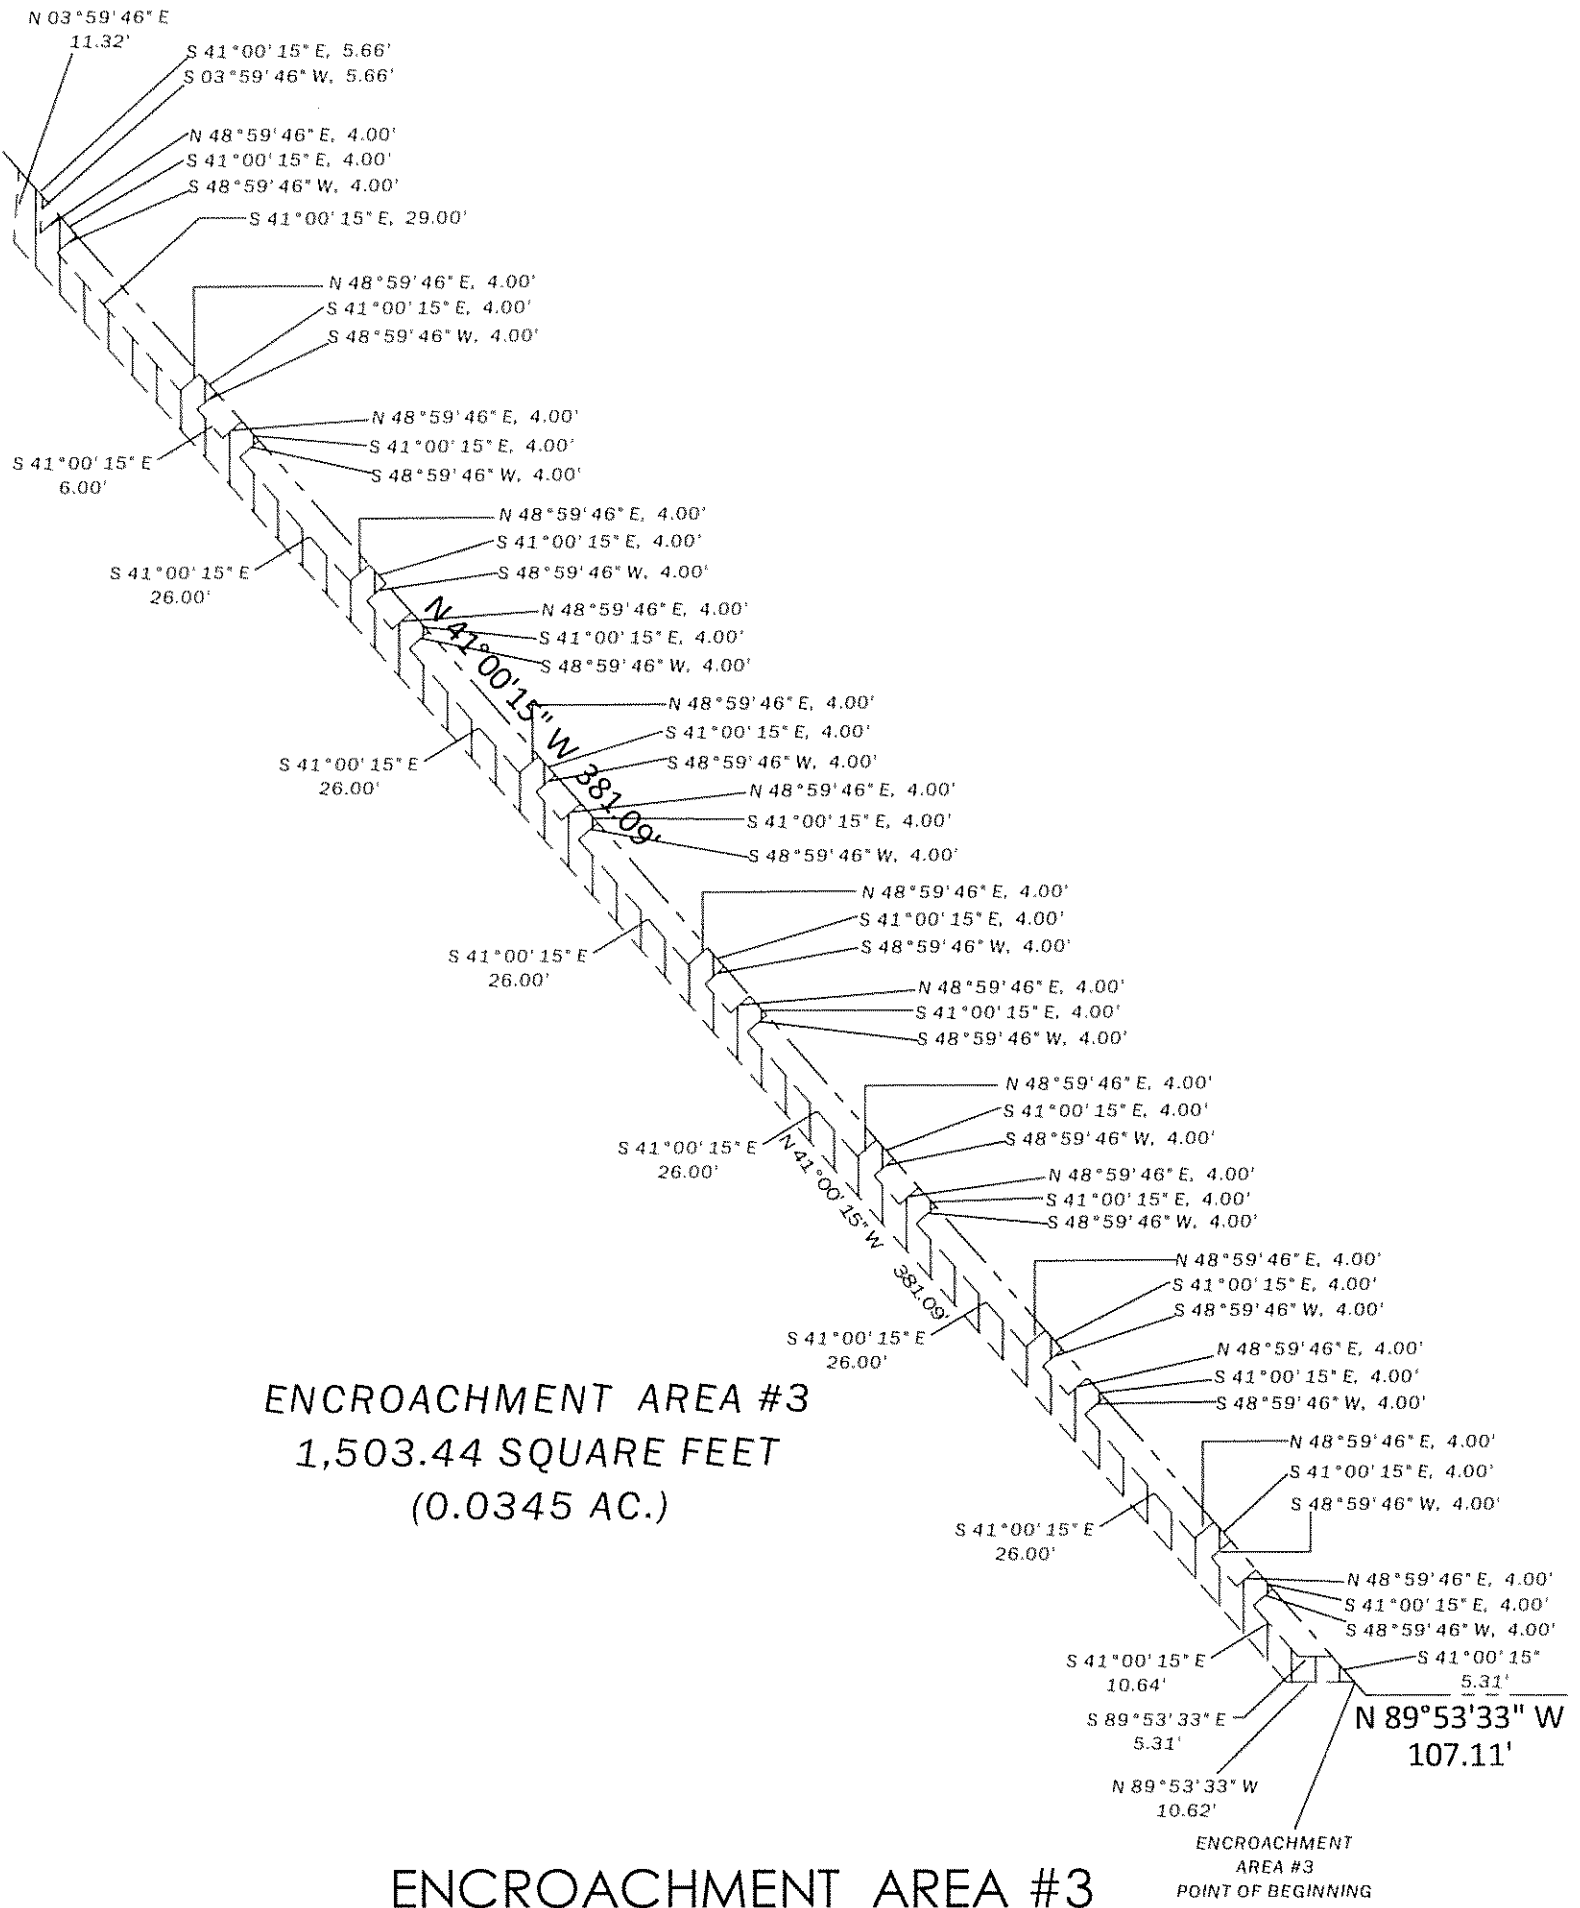 N 03°59'46" E
11.32'
S 41°00'15" E, 5.66'
S 03°59'46" W, 5.66'
N 48°59'46" E, 4.00'
S 41°00'15" E, 4.00'
S 48°59'46" W, 4.00'
S 41°00'15" E, 29.00'
N 48°59'46" E, 4.00'
S 41°00'15" E, 4.00'
S 48°59'46" W, 4.00'
N 48°59'46" E, 4.00'
S 41°00'15" E, 4.00'
S 48°59'46" W, 4.00'
S 41°00'15" E
6.00'
N 48°59'46" E, 4.00'
S 41°00'15" E, 4.00'
S 48°59'46" W, 4.00'
S 41°00'15" E
26.00'
N 48°59'46" E, 4.00'
S 41°00'15" E, 4.00'
S 48°59'46" W, 4.00'
N 41°00'15" W 381.09'
N 48°59'46" E, 4.00'
S 41°00'15" E, 4.00'
S 48°59'46" W, 4.00'
S 41°00'15" E
26.00'
N 48°59'46" E, 4.00'
S 41°00'15" E, 4.00'
S 48°59'46" W, 4.00'
N 48°59'46" E, 4.00'
S 41°00'15" E, 4.00'
S 48°59'46" W, 4.00'
S 41°00'15" E
26.00'
N 48°59'46" E, 4.00'
S 41°00'15" E, 4.00'
S 48°59'46" W, 4.00'
N 48°59'46" E, 4.00'
S 41°00'15" E, 4.00'
S 48°59'46" W, 4.00'
S 41°00'15" E
26.00'
N 41°00'15" W 381.09'
N 48°59'46" E, 4.00'
S 41°00'15" E, 4.00'
S 48°59'46" W, 4.00'
N 48°59'46" E, 4.00'
S 41°00'15" E, 4.00'
S 48°59'46" W, 4.00'
S 41°00'15" E
26.00'
N 48°59'46" E, 4.00'
S 41°00'15" E, 4.00'
S 48°59'46" W, 4.00'
ENCROACHMENT AREA #3
1,503.44 SQUARE FEET
(0.0345 AC.)
N 48°59'46" E, 4.00'
S 41°00'15" E, 4.00'
S 48°59'46" W, 4.00'
S 41°00'15" E
26.00'
N 48°59'46" E, 4.00'
S 41°00'15" E, 4.00'
S 48°59'46" W, 4.00'
S 41°00'15" E
10.64'
S 41°00'15"
5.31'
S 89°53'33" E
5.31'
N 89°53'33" W
107.11'
N 89°53'33" W
10.62'
ENCROACHMENT
AREA #3
POINT OF BEGINNING
ENCROACHMENT AREA #3